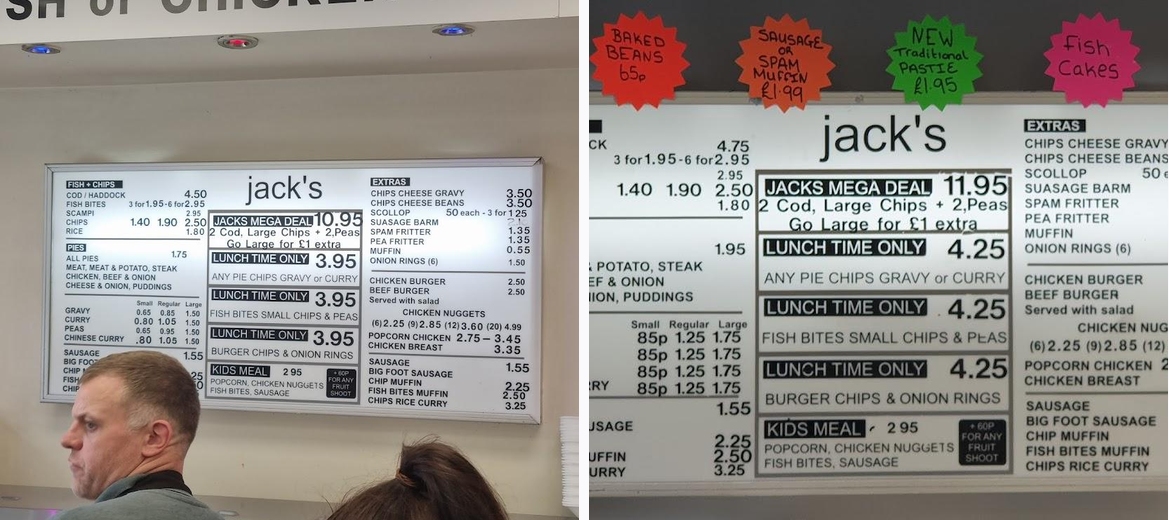 SH or CHICKE
FISH + CHIPS
COD / HADDOCK 4.50
FISH BITES 3 for 1.95 - 6 for 2.95
SCAMPI 2.95
CHIPS 1.40 1.90 2.50
RICE 1.80
PIES
ALL PIES 1.75
MEAT, MEAT & POTATO, STEAK
CHICKEN, BEEF & ONION
CHEESE & ONION, PUDDINGS
Small Regular Large
GRAVY 0.65 0.85 1.50
CURRY 0.80 1.05 1.50
PEAS 0.65 0.95 1.50
CHINESE CURRY .80 1.05 1.50
SAUSAGE 1.55
BIG FOO
CHIP M
FISH
CHIP
jack's
JACKS MEGA DEAL 10.95
2 Cod, Large Chips + 2,Peas
Go Large for £1 extra
LUNCH TIME ONLY 3.95
ANY PIE CHIPS GRAVY or CURRY
LUNCH TIME ONLY 3.95
FISH BITES SMALL CHIPS & PEAS
LUNCH TIME ONLY 3.95
BURGER CHIPS & ONION RINGS
KIDS MEAL 2 95
POPCORN, CHICKEN NUGGETS
FISH BITES, SAUSAGE
+ 60P
FOR ANY
FRUIT
SHOOT
EXTRAS
CHIPS CHEESE GRAVY 3.50
CHIPS CHEESE BEANS 3.50
SCOLLOP 50 each - 3 for 1 25
SUASAGE BARM
SPAM FRITTER 1.35
PEA FRITTER 1.35
MUFFIN 0.55
ONION RINGS (6) 1.50
CHICKEN BURGER 2.50
BEEF BURGER 2.50
Served with salad
CHICKEN NUGGETS
(6) 2.25 (9) 2.85 (12) 3.60 (20) 4.99
POPCORN CHICKEN 2.75 - 3.45
CHICKEN BREAST 3.35
SAUSAGE 1.55
BIG FOOT SAUSAGE
CHIP MUFFIN 2.25
FISH BITES MUFFIN 2.50
CHIPS RICE CURRY 3.25
BAKED
BEANS
65p
SAUSAGE
OR
SPAM
MUFFIN
£1.99
NEW
Traditional
PASTIE
£1.95
Fish
Cakes
CK 4.75
3 for 1.95 - 6 for 2.95
2.95
1.40 1.90 2.50
1.80
1.95
& POTATO, STEAK
EF & ONION
NION, PUDDINGS
Small Regular Large
85p 1.25 1.75
85p 1.25 1.75
85p 1.25 1.75
RY 85p 1.25 1.75
1.55
USAGE
2.25
UFFIN 2.50
URRY 3.25
jack's
JACKS MEGA DEAL 11.95
2 Cod, Large Chips + 2,Peas
Go Large for £1 extra
LUNCH TIME ONLY 4.25
ANY PIE CHIPS GRAVY or CURRY
LUNCH TIME ONLY 4.25
FISH BITES SMALL CHIPS & PEAS
LUNCH TIME ONLY 4.25
BURGER CHIPS & ONION RINGS
KIDS MEAL 2 95
POPCORN, CHICKEN NUGGETS
FISH BITES, SAUSAGE
+ 60P
FOR ANY
FRUIT
SHOOT
EXTRAS
CHIPS CHEESE GRAVY
CHIPS CHEESE BEANS
SCOLLOP 50 e
SUASAGE BARM
SPAM FRITTER
PEA FRITTER
MUFFIN
ONION RINGS (6)
CHICKEN BURGER
BEEF BURGER
Served with salad
CHICKEN NUG
(6) 2.25 (9) 2.85 (12)
POPCORN CHICKEN 2
CHICKEN BREAST
SAUSAGE
BIG FOOT SAUSAGE
CHIP MUFFIN
FISH BITES MUFFIN
CHIPS RICE CURRY